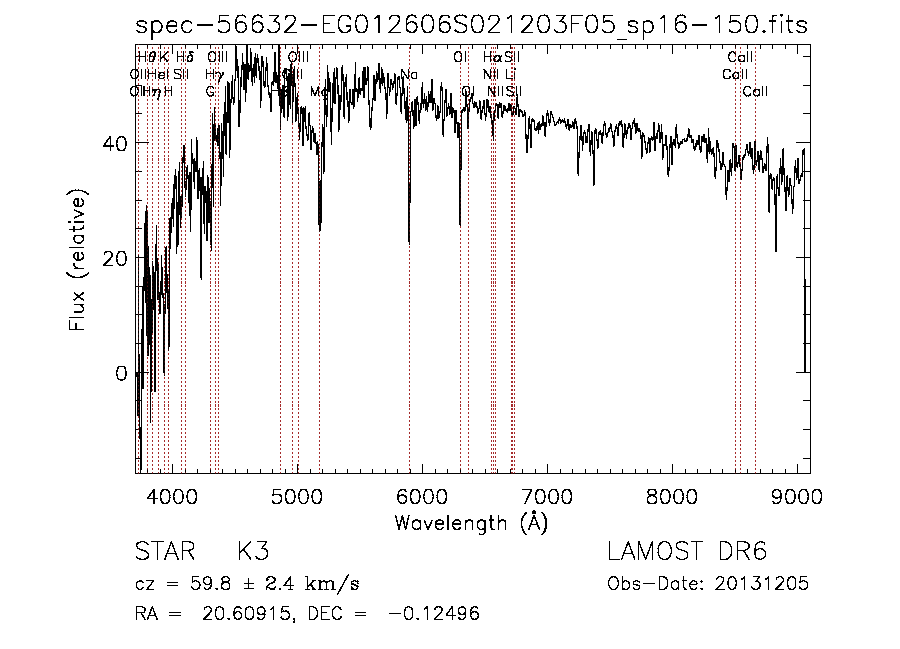 spec-56632-EG012606S021203F05_sp16-150.fits
Hθ K Hδ OIII OIII OI Hα SII CaII
OII HeI SII Hγ OIII NII Li CaII
OII Hη H G Mg Na OI NII SII CaII
40
20
0
Flux (relative)
4000 5000 6000 7000 8000 9000
Wavelength (Å)
STAR K3 LAMOST DR6
cz = 59.8 ± 2.4 km/s Obs-Date: 20131205
RA = 20.60915, DEC = -0.12496